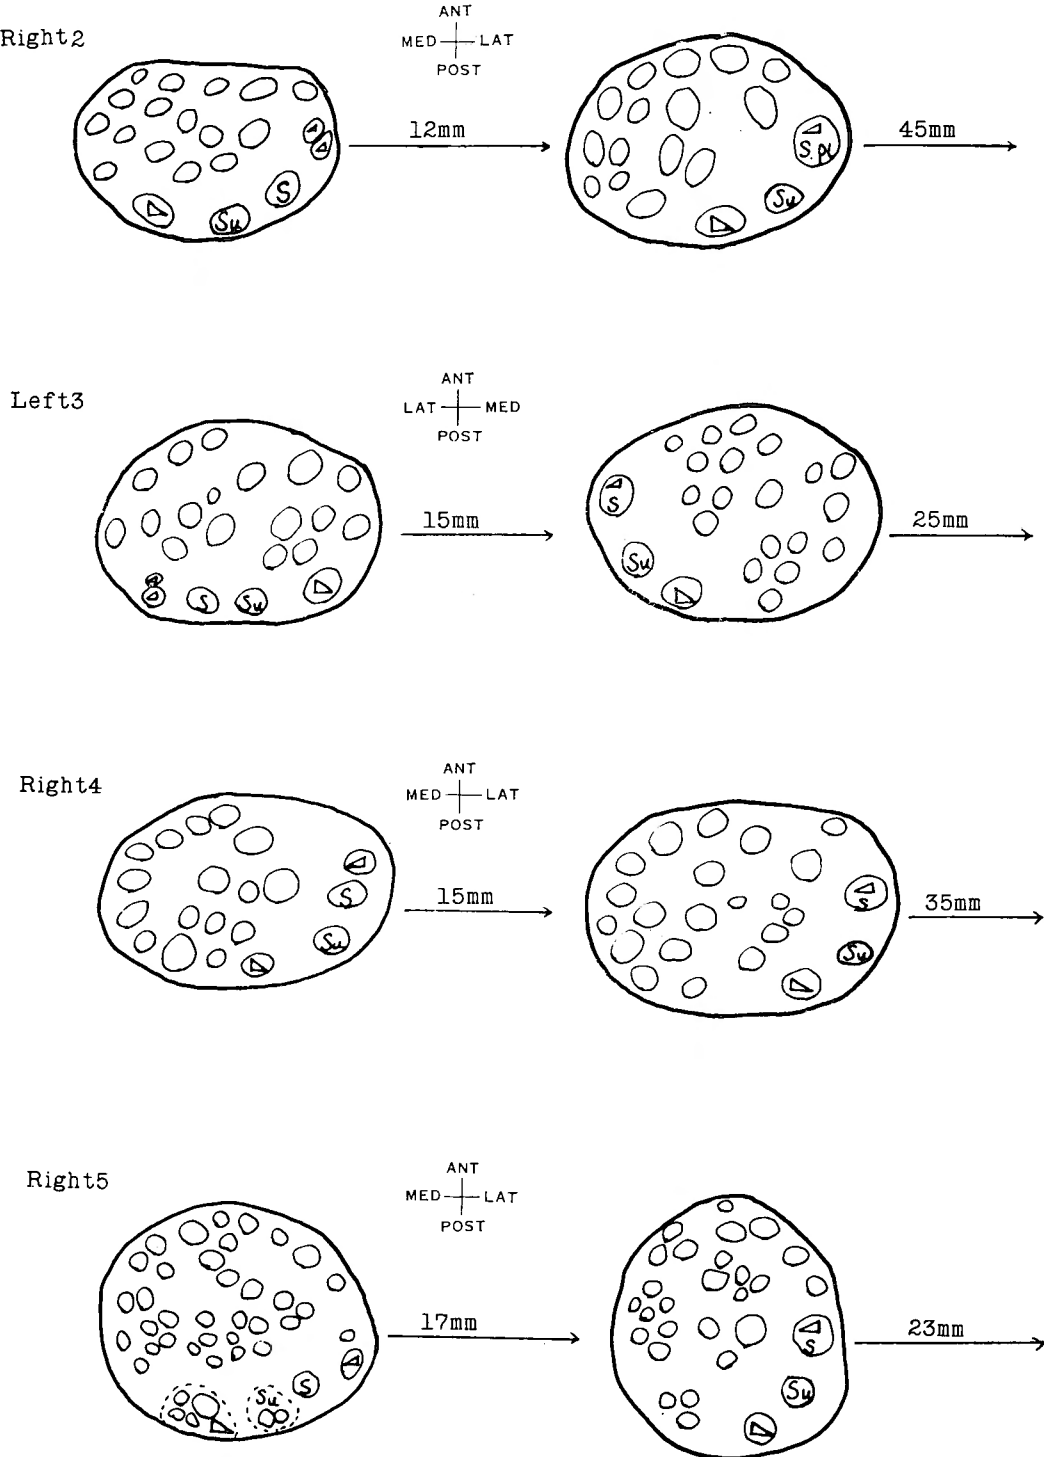 Right2
ANT
MED LAT
POST
S
Su
12mm
S.pl
Su
45mm
Left3
ANT
LAT MED
POST
S
Su
15mm
S
Su
25mm
Right4
ANT
MED LAT
POST
S
Su
15mm
S
Su
35mm
Right5
ANT
MED LAT
POST
Su
S
17mm
S
Su
23mm